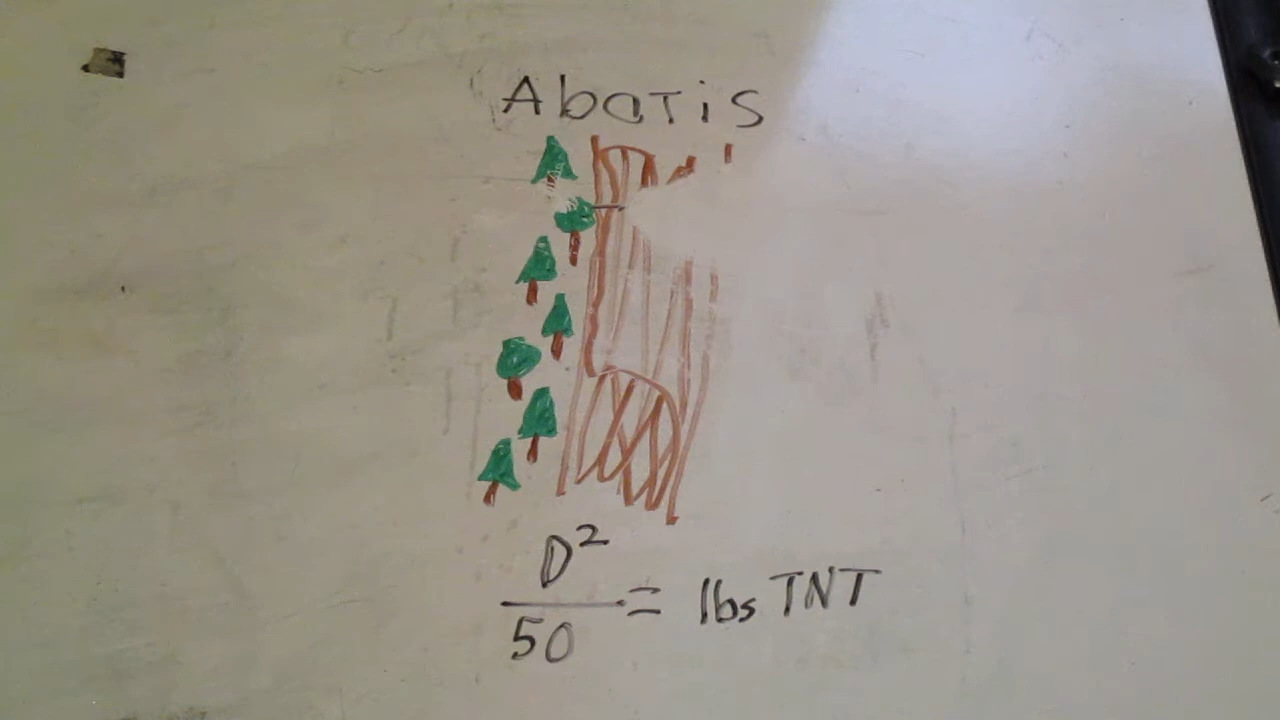 Abatis
D²
50
= lbs TNT